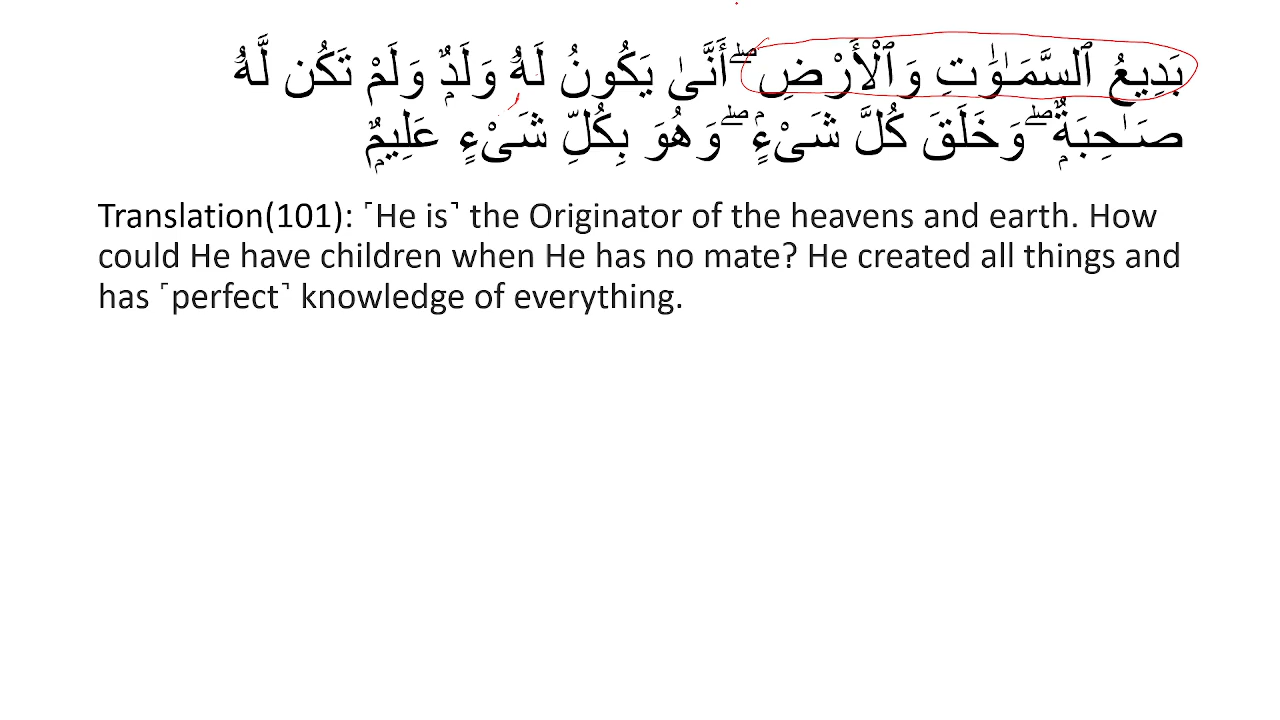 بَدِيعُ ٱلسَّمَـٰوَٰتِ وَٱلْأَرْضِ ۖ أَنَّىٰ يَكُونُ لَهُۥ وَلَدٌۭ وَلَمْ تَكُن لَّهُۥ
صَـٰحِبَةٌۭ ۖ وَخَلَقَ كُلَّ شَىْءٍۢ ۖ وَهُوَ بِكُلِّ شَىْءٍ عَلِيمٌۭ
Translation(101): ˹He is˺ the Originator of the heavens and earth. How
could He have children when He has no mate? He created all things and
has ˹perfect˺ knowledge of everything.